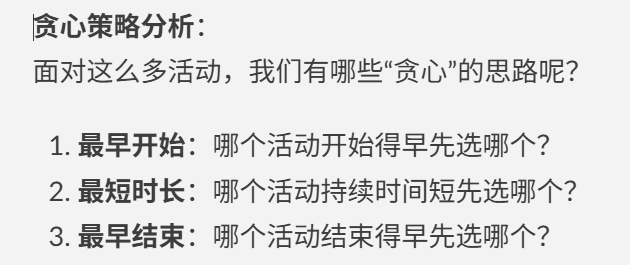 贪心策略分析：
面对这么多活动，我们有哪些“贪心”的思路呢？
1. 最早开始：哪个活动开始得早先选哪个？
2. 最短时长：哪个活动持续时间短先选哪个？
3. 最早结束：哪个活动结束得早先选哪个？